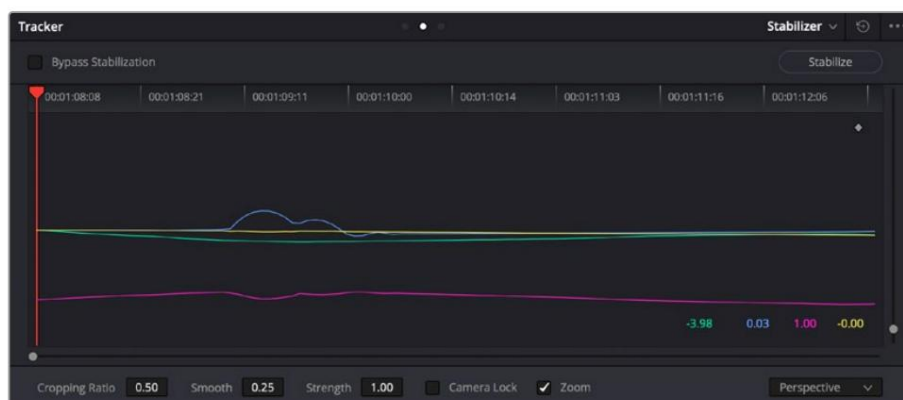 Tracker Stabilizer
Bypass Stabilization Stabilize
00:01:08:08 00:01:08:21 00:01:09:11 00:01:10:00 00:01:10:14 00:01:11:03 00:01:11:16 00:01:12:06
-3.98 0.03 1.00 -0.00
Cropping Ratio 0.50 Smooth 0.25 Strength 1.00 Camera Lock Zoom Perspective